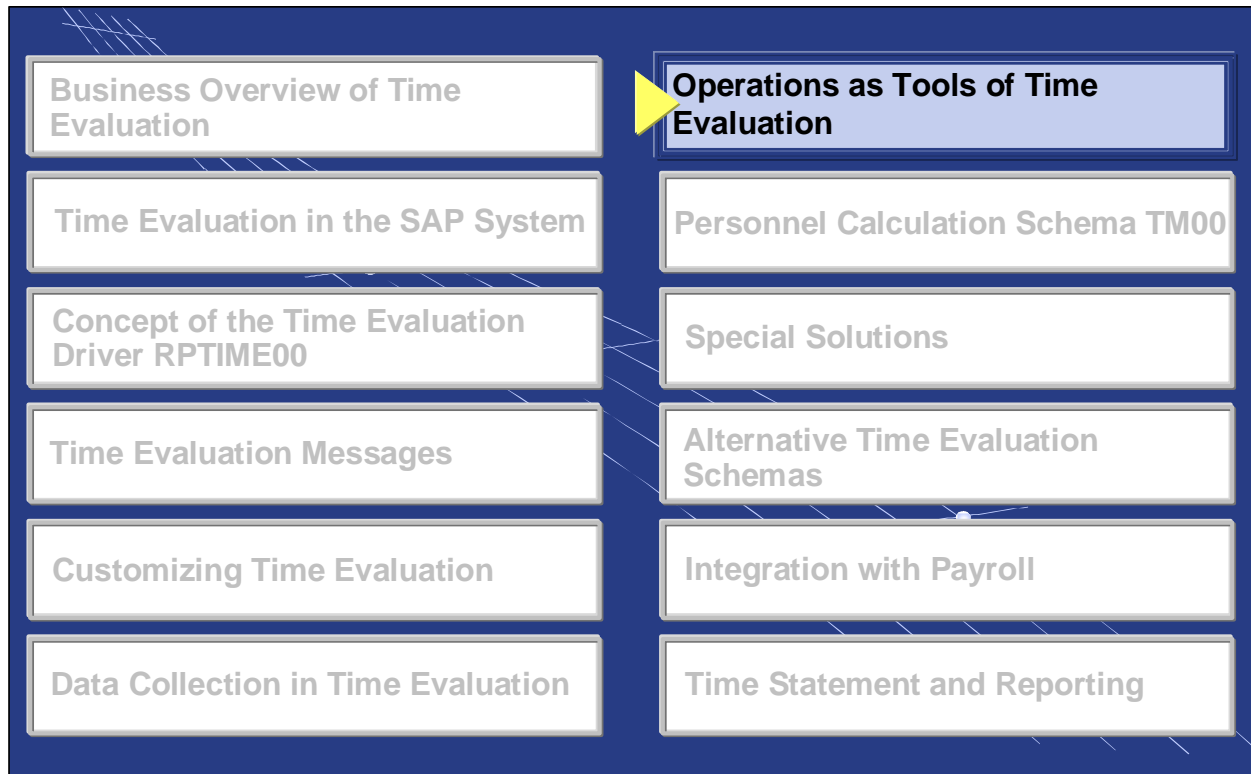 Business Overview of Time
Evaluation
Time Evaluation in the SAP System
Concept of the Time Evaluation
Driver RPTIME00
Time Evaluation Messages
Customizing Time Evaluation
Data Collection in Time Evaluation
Operations as Tools of Time
Evaluation
Personnel Calculation Schema TM00
Special Solutions
Alternative Time Evaluation
Schemas
Integration with Payroll
Time Statement and Reporting